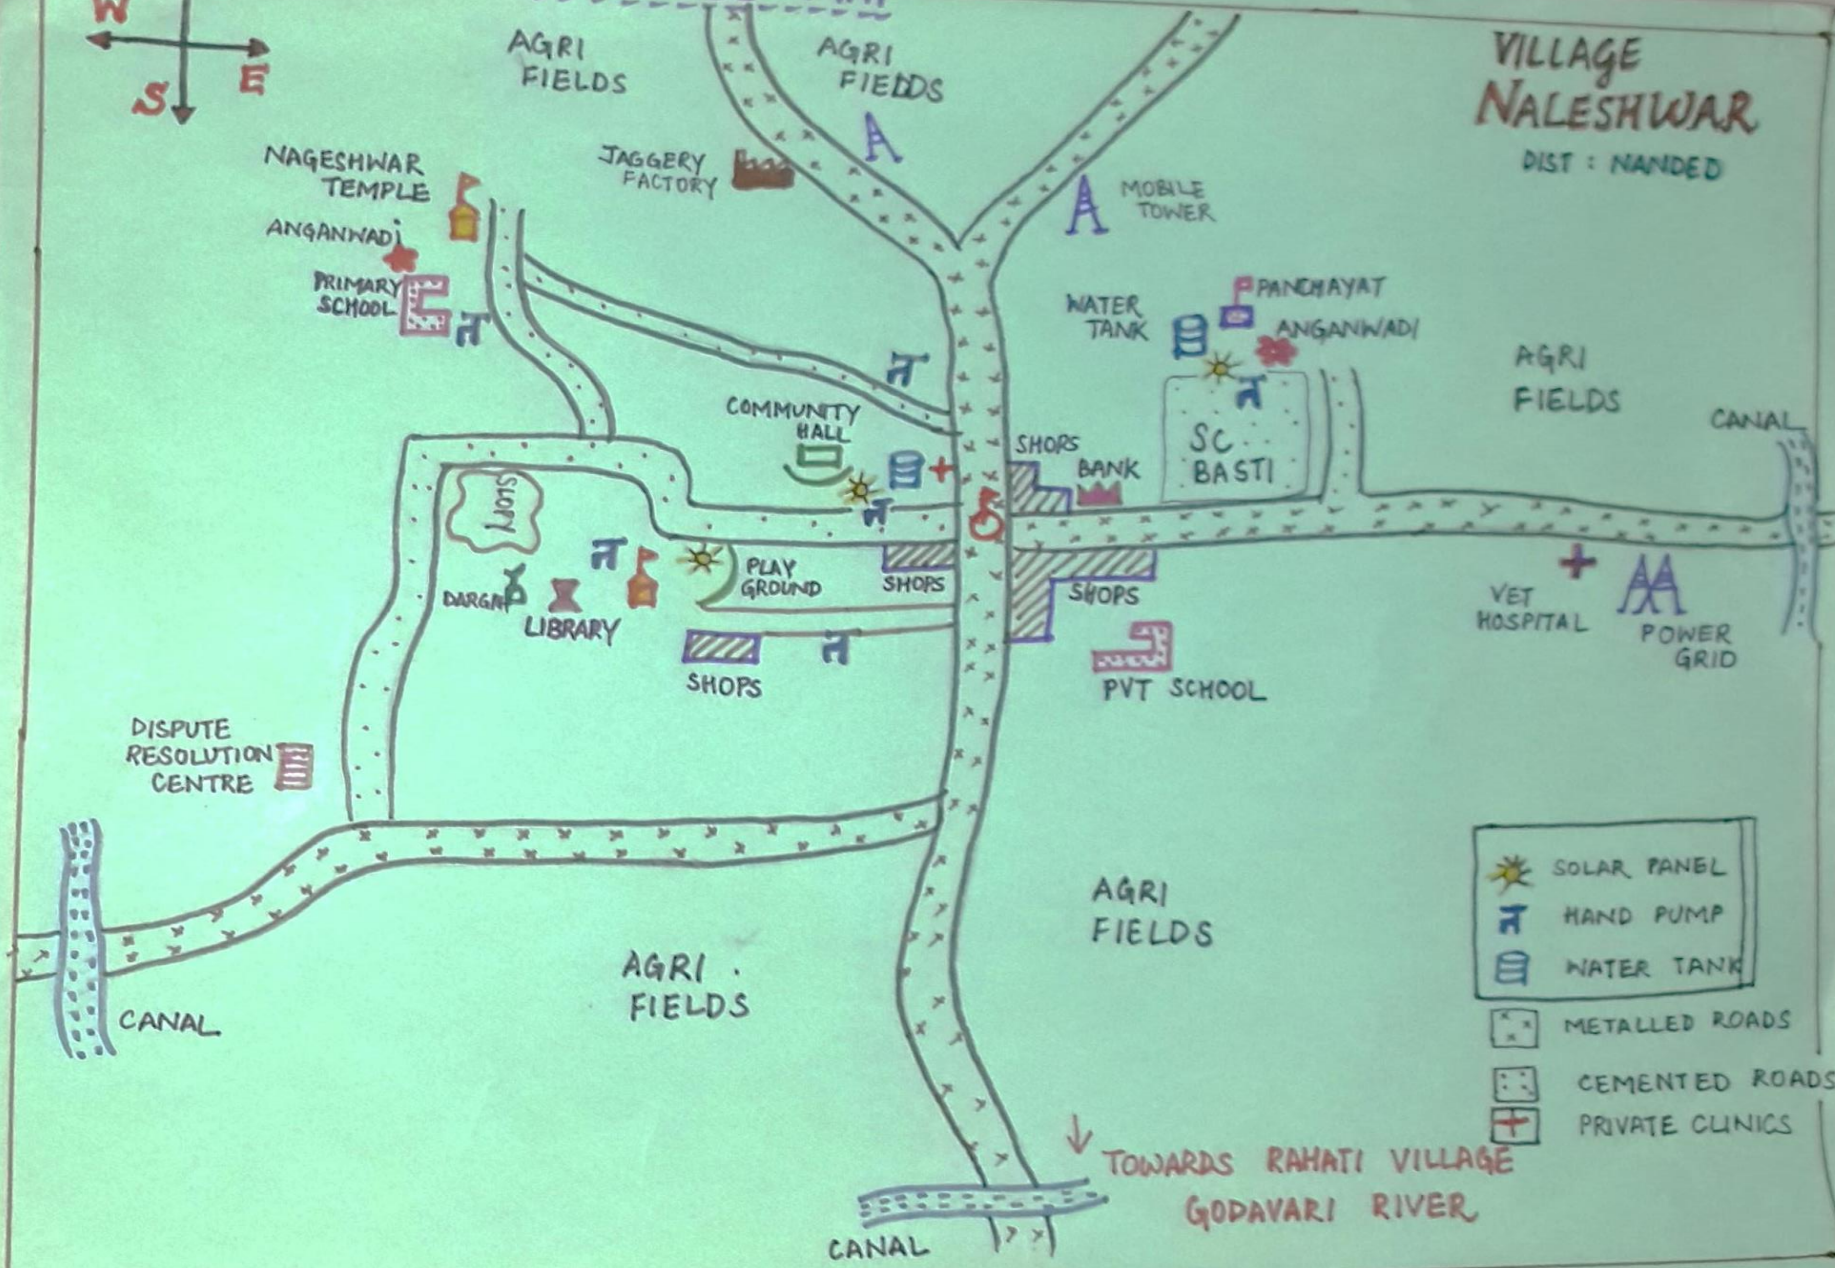 W
E
S
AGRI
FIELDS
AGRI
FIELDS
VILLAGE
NALESHWAR
DIST : NANDED
NAGESHWAR
TEMPLE
JAGGERY
FACTORY
MOBILE
TOWER
ANGANWADI
PRIMARY
SCHOOL
WATER
TANK
PANCHAYAT
ANGANWADI
AGRI
FIELDS
CANAL
COMMUNITY
HALL
SHOPS
BANK
SC
BASTI
PLAY
GROUND
SHOPS
SHOPS
DARGAH
LIBRARY
VET
HOSPITAL
POWER
GRID
SHOPS
PVT SCHOOL
DISPUTE
RESOLUTION
CENTRE
AGRI
FIELDS
AGRI
FIELDS
CANAL
SOLAR PANEL
HAND PUMP
WATER TANK
METALLED ROADS
CEMENTED ROADS
PRIVATE CLINICS
TOWARDS RAHATI VILLAGE
GODAVARI RIVER
CANAL